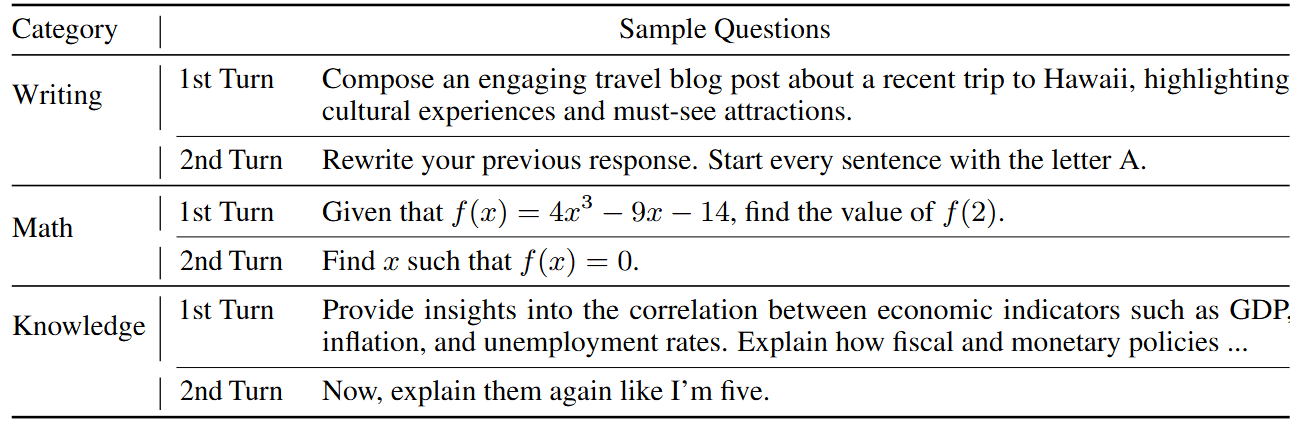 Category Sample Questions
Writing 1st Turn Compose an engaging travel blog post about a recent trip to Hawaii, highlighting
cultural experiences and must-see attractions.
2nd Turn Rewrite your previous response. Start every sentence with the letter A.
Math 1st Turn Given that f(x) = 4x³ − 9x − 14, find the value of f(2).
2nd Turn Find x such that f(x) = 0.
Knowledge 1st Turn Provide insights into the correlation between economic indicators such as GDP,
inflation, and unemployment rates. Explain how fiscal and monetary policies ...
2nd Turn Now, explain them again like I'm five.